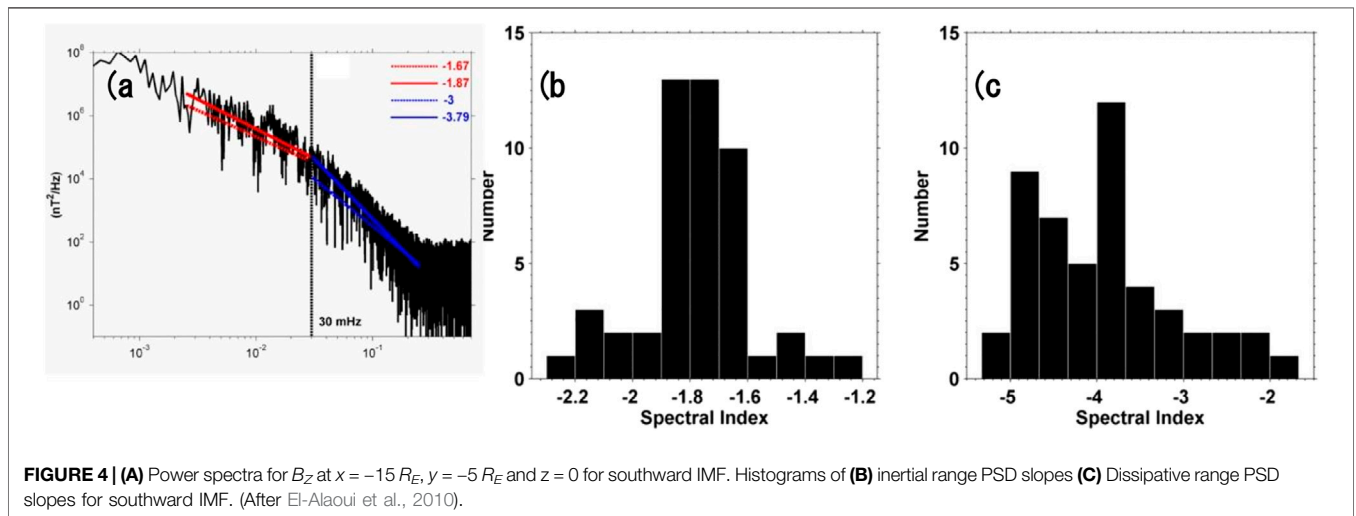 (a
10⁸
10⁶
10⁴
10²
10⁰
(nT²/Hz)
-1.67
-1.87
-3
-3.79
30 mHz
10⁻³
10⁻²
10⁻¹
(b
15
10
5
0
Number
-2.2
-2
-1.8
-1.6
-1.4
-1.2
Spectral Index
(c
15
10
5
0
Number
-5
-4
-3
-2
Spectral Index
FIGURE 4 | (A) Power spectra for B_Z at x = −15 R_E, y = −5 R_E and z = 0 for southward IMF. Histograms of (B) inertial range PSD slopes (C) Dissipative range PSD
slopes for southward IMF. (After El-Alaoui et al., 2010).